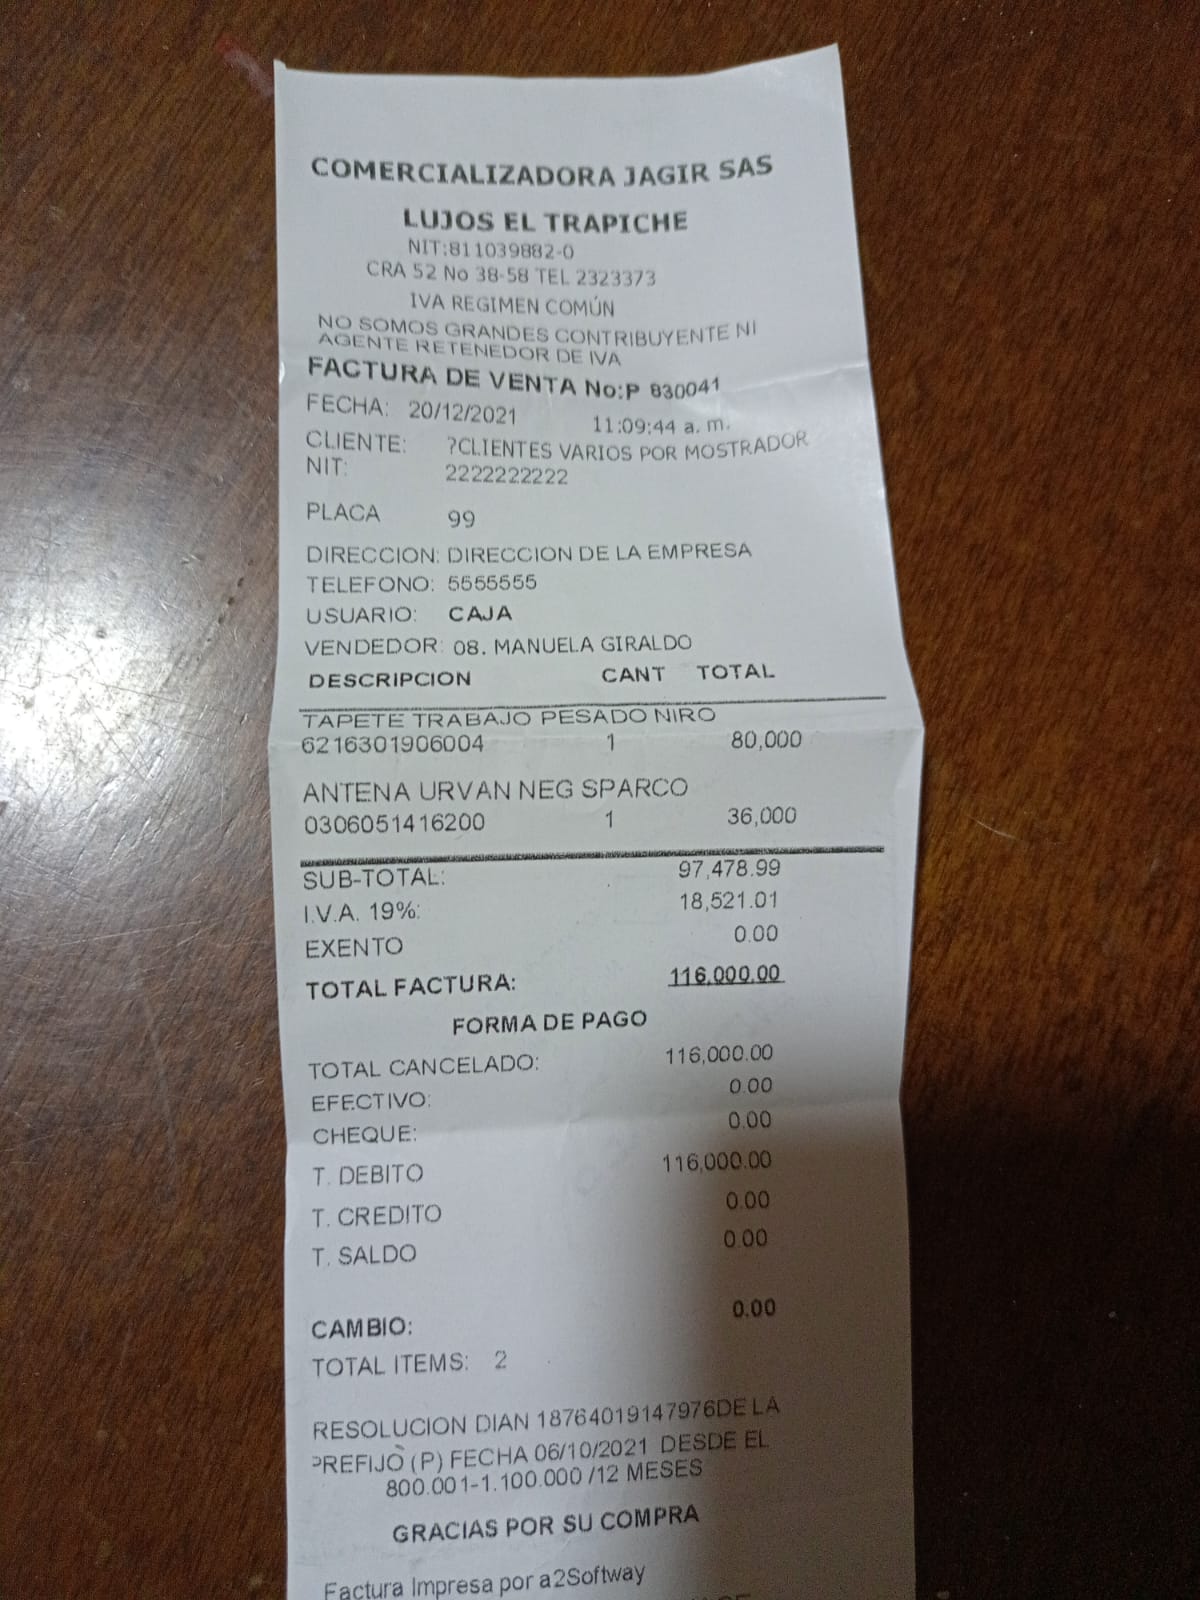 COMERCIALIZADORA JAGIR SAS
LUJOS EL TRAPICHE
NIT:811039882-0
CRA 52 No 38-58 TEL 2323373
IVA REGIMEN COMÚN
NO SOMOS GRANDES CONTRIBUYENTE NI
AGENTE RETENEDOR DE IVA
FACTURA DE VENTA No:P 830041
FECHA: 20/12/2021 11:09:44 a. m.
CLIENTE: ?CLIENTES VARIOS POR MOSTRADOR
NIT: 2222222222
PLACA 99
DIRECCION: DIRECCION DE LA EMPRESA
TELEFONO: 5555555
USUARIO: CAJA
VENDEDOR: 08. MANUELA GIRALDO
DESCRIPCION CANT TOTAL
TAPETE TRABAJO PESADO NIRO
6216301906004 1 80,000
ANTENA URVAN NEG SPARCO
0306051416200 1 36,000
SUB-TOTAL: 97,478.99
I.V.A. 19%: 18,521.01
EXENTO 0.00
TOTAL FACTURA: 116,000.00
FORMA DE PAGO
TOTAL CANCELADO: 116,000.00
EFECTIVO: 0.00
CHEQUE: 0.00
T. DEBITO 116,000.00
T. CREDITO 0.00
T. SALDO 0.00
CAMBIO: 0.00
TOTAL ITEMS: 2
RESOLUCION DIAN 18764019147976DE LA
PREFIJO (P) FECHA 06/10/2021 DESDE EL
800.001-1.100.000 /12 MESES
GRACIAS POR SU COMPRA
Factura Impresa por a2Softway